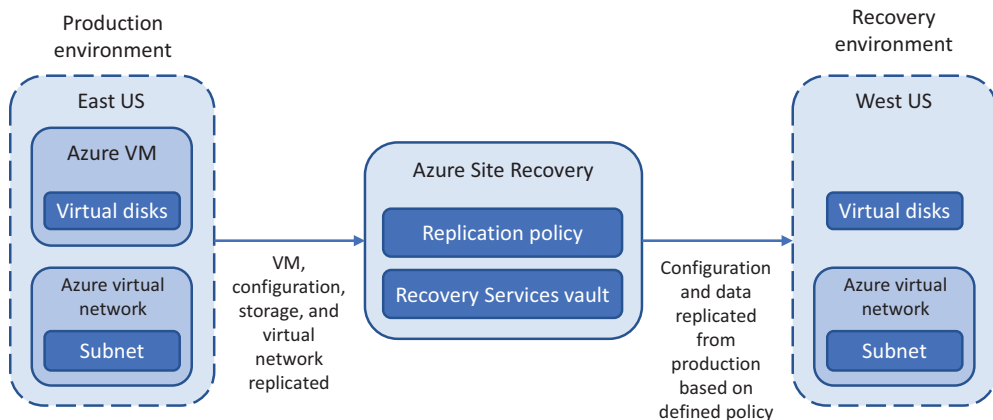 Production
environment
East US
Azure VM
Virtual disks
Azure virtual
network
Subnet
VM,
configuration,
storage, and
virtual
network
replicated
Azure Site Recovery
Replication policy
Recovery Services vault
Configuration
and data
replicated
from
production
based on
defined policy
Recovery
environment
West US
Virtual disks
Azure virtual
network
Subnet